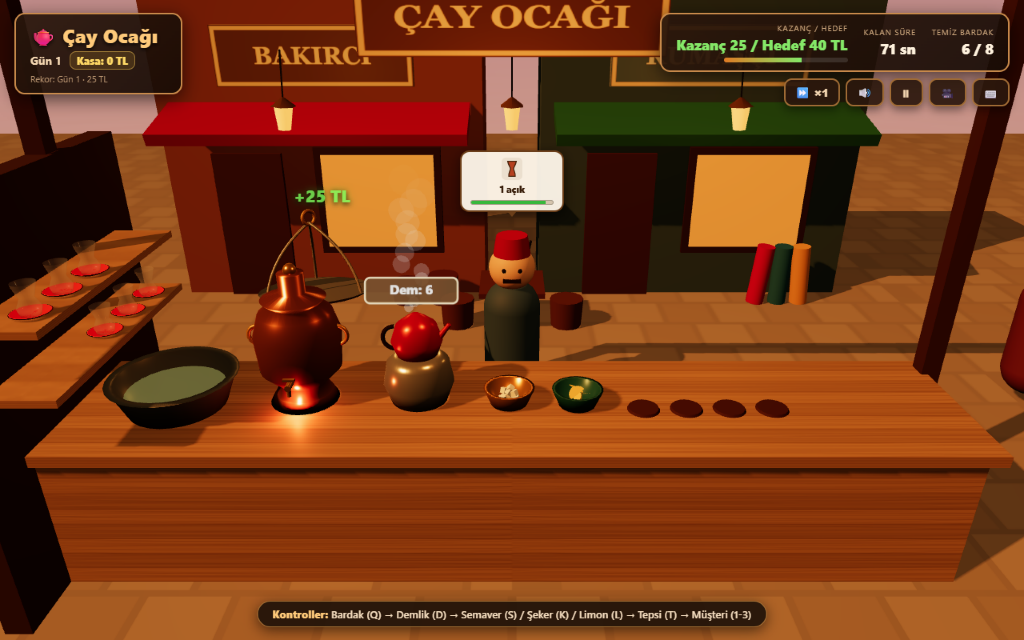 ÇAY OCAĞI
BAKIRCI
Çay Ocağı
Gün 1
Kasa: 0 TL
Rekor: Gün 1 · 25 TL
KAZANÇ / HEDEF
Kazanç 25 / Hedef 40 TL
KALAN SÜRE
71 sn
TEMİZ BARDAK
6 / 8
×1
1 açık
+25 TL
Dem: 6
Kontroller: Bardak (Q) → Demlik (D) → Semaver (S) / Şeker (K) / Limon (L) → Tepsi (T) → Müşteri (1-3)